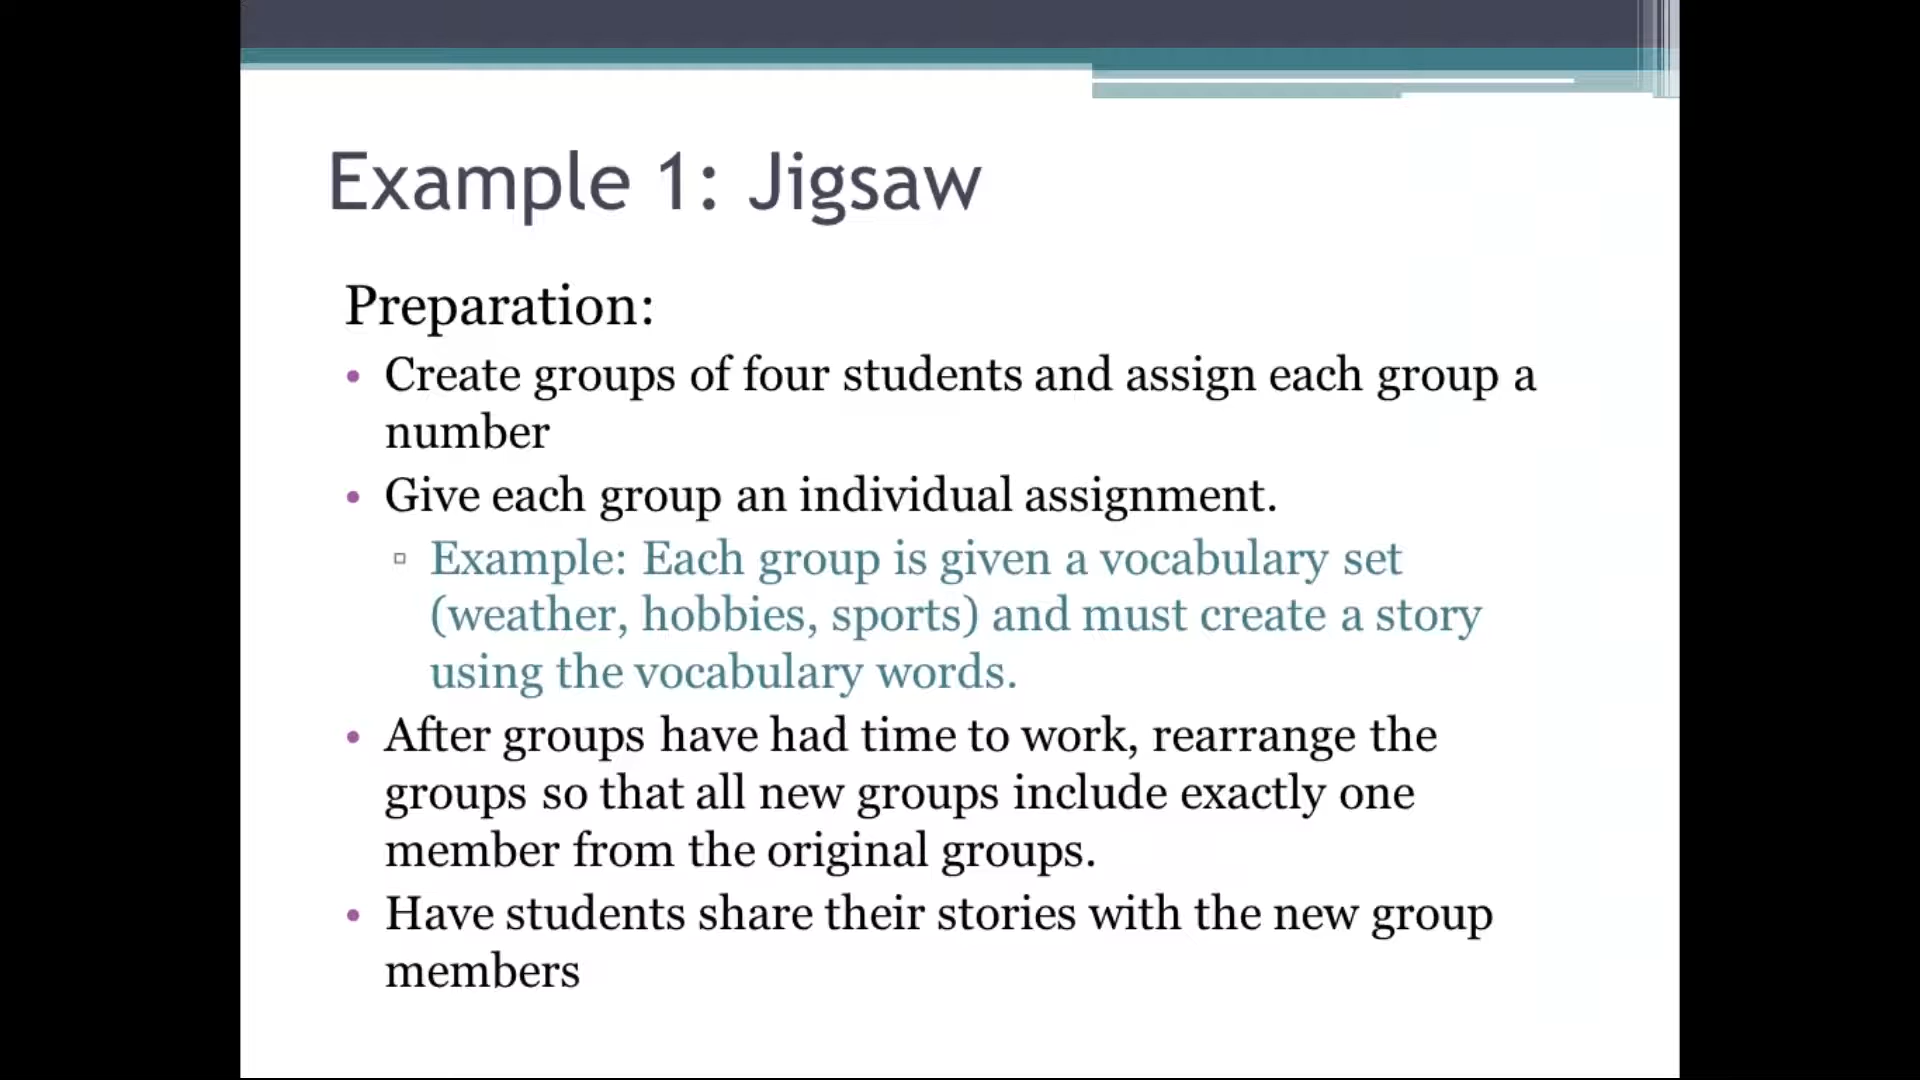 Example 1: Jigsaw
Preparation:
• Create groups of four students and assign each group a
number
• Give each group an individual assignment.
▫ Example: Each group is given a vocabulary set
(weather, hobbies, sports) and must create a story
using the vocabulary words.
• After groups have had time to work, rearrange the
groups so that all new groups include exactly one
member from the original groups.
• Have students share their stories with the new group
members